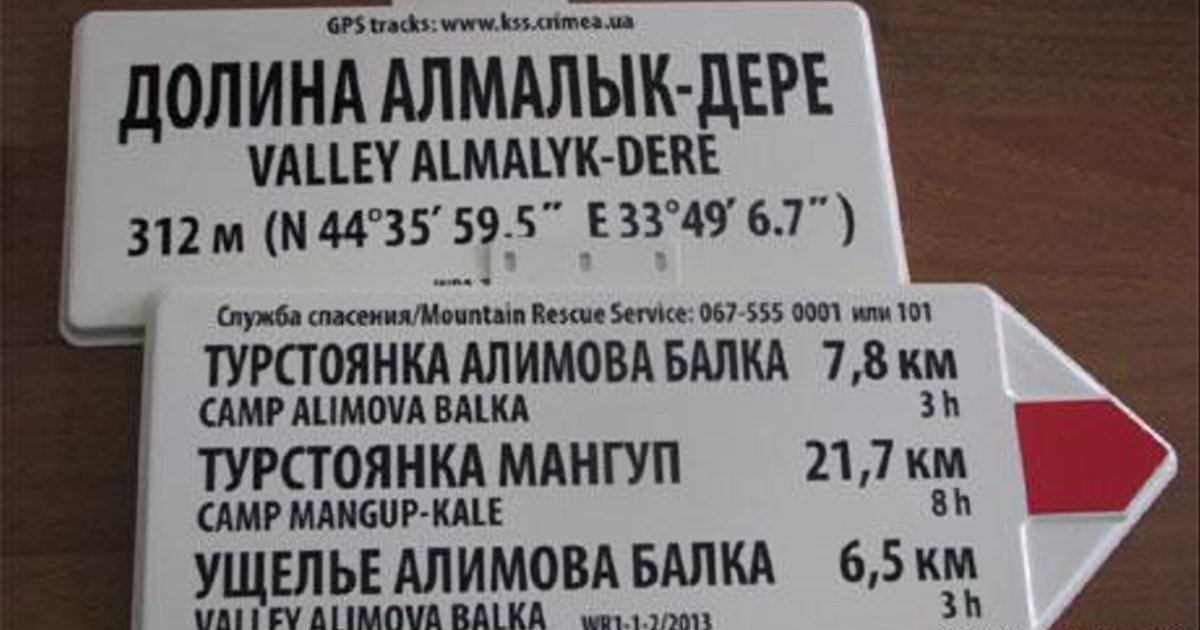 GPS tracks: www.kss.crimea.ua
ДОЛИНА АЛМАЛЫК-ДЕРЕ
VALLEY ALMALYK-DERE
312 м (N 44°35′ 59.5″ E 33°49′ 6.7″ )
Служба спасения/Mountain Rescue Service: 067-555 0001 или 101
ТУРСТОЯНКА АЛИМОВА БАЛКА 7,8 км
CAMP ALIMOVA BALKA 3 h
ТУРСТОЯНКА МАНГУП 21,7 км
CAMP MANGUP-KALE 8 h
УЩЕЛЬЕ АЛИМОВА БАЛКА 6,5 км
VALLEY ALIMOVA BALKA WR1-1-2/2013 3 h